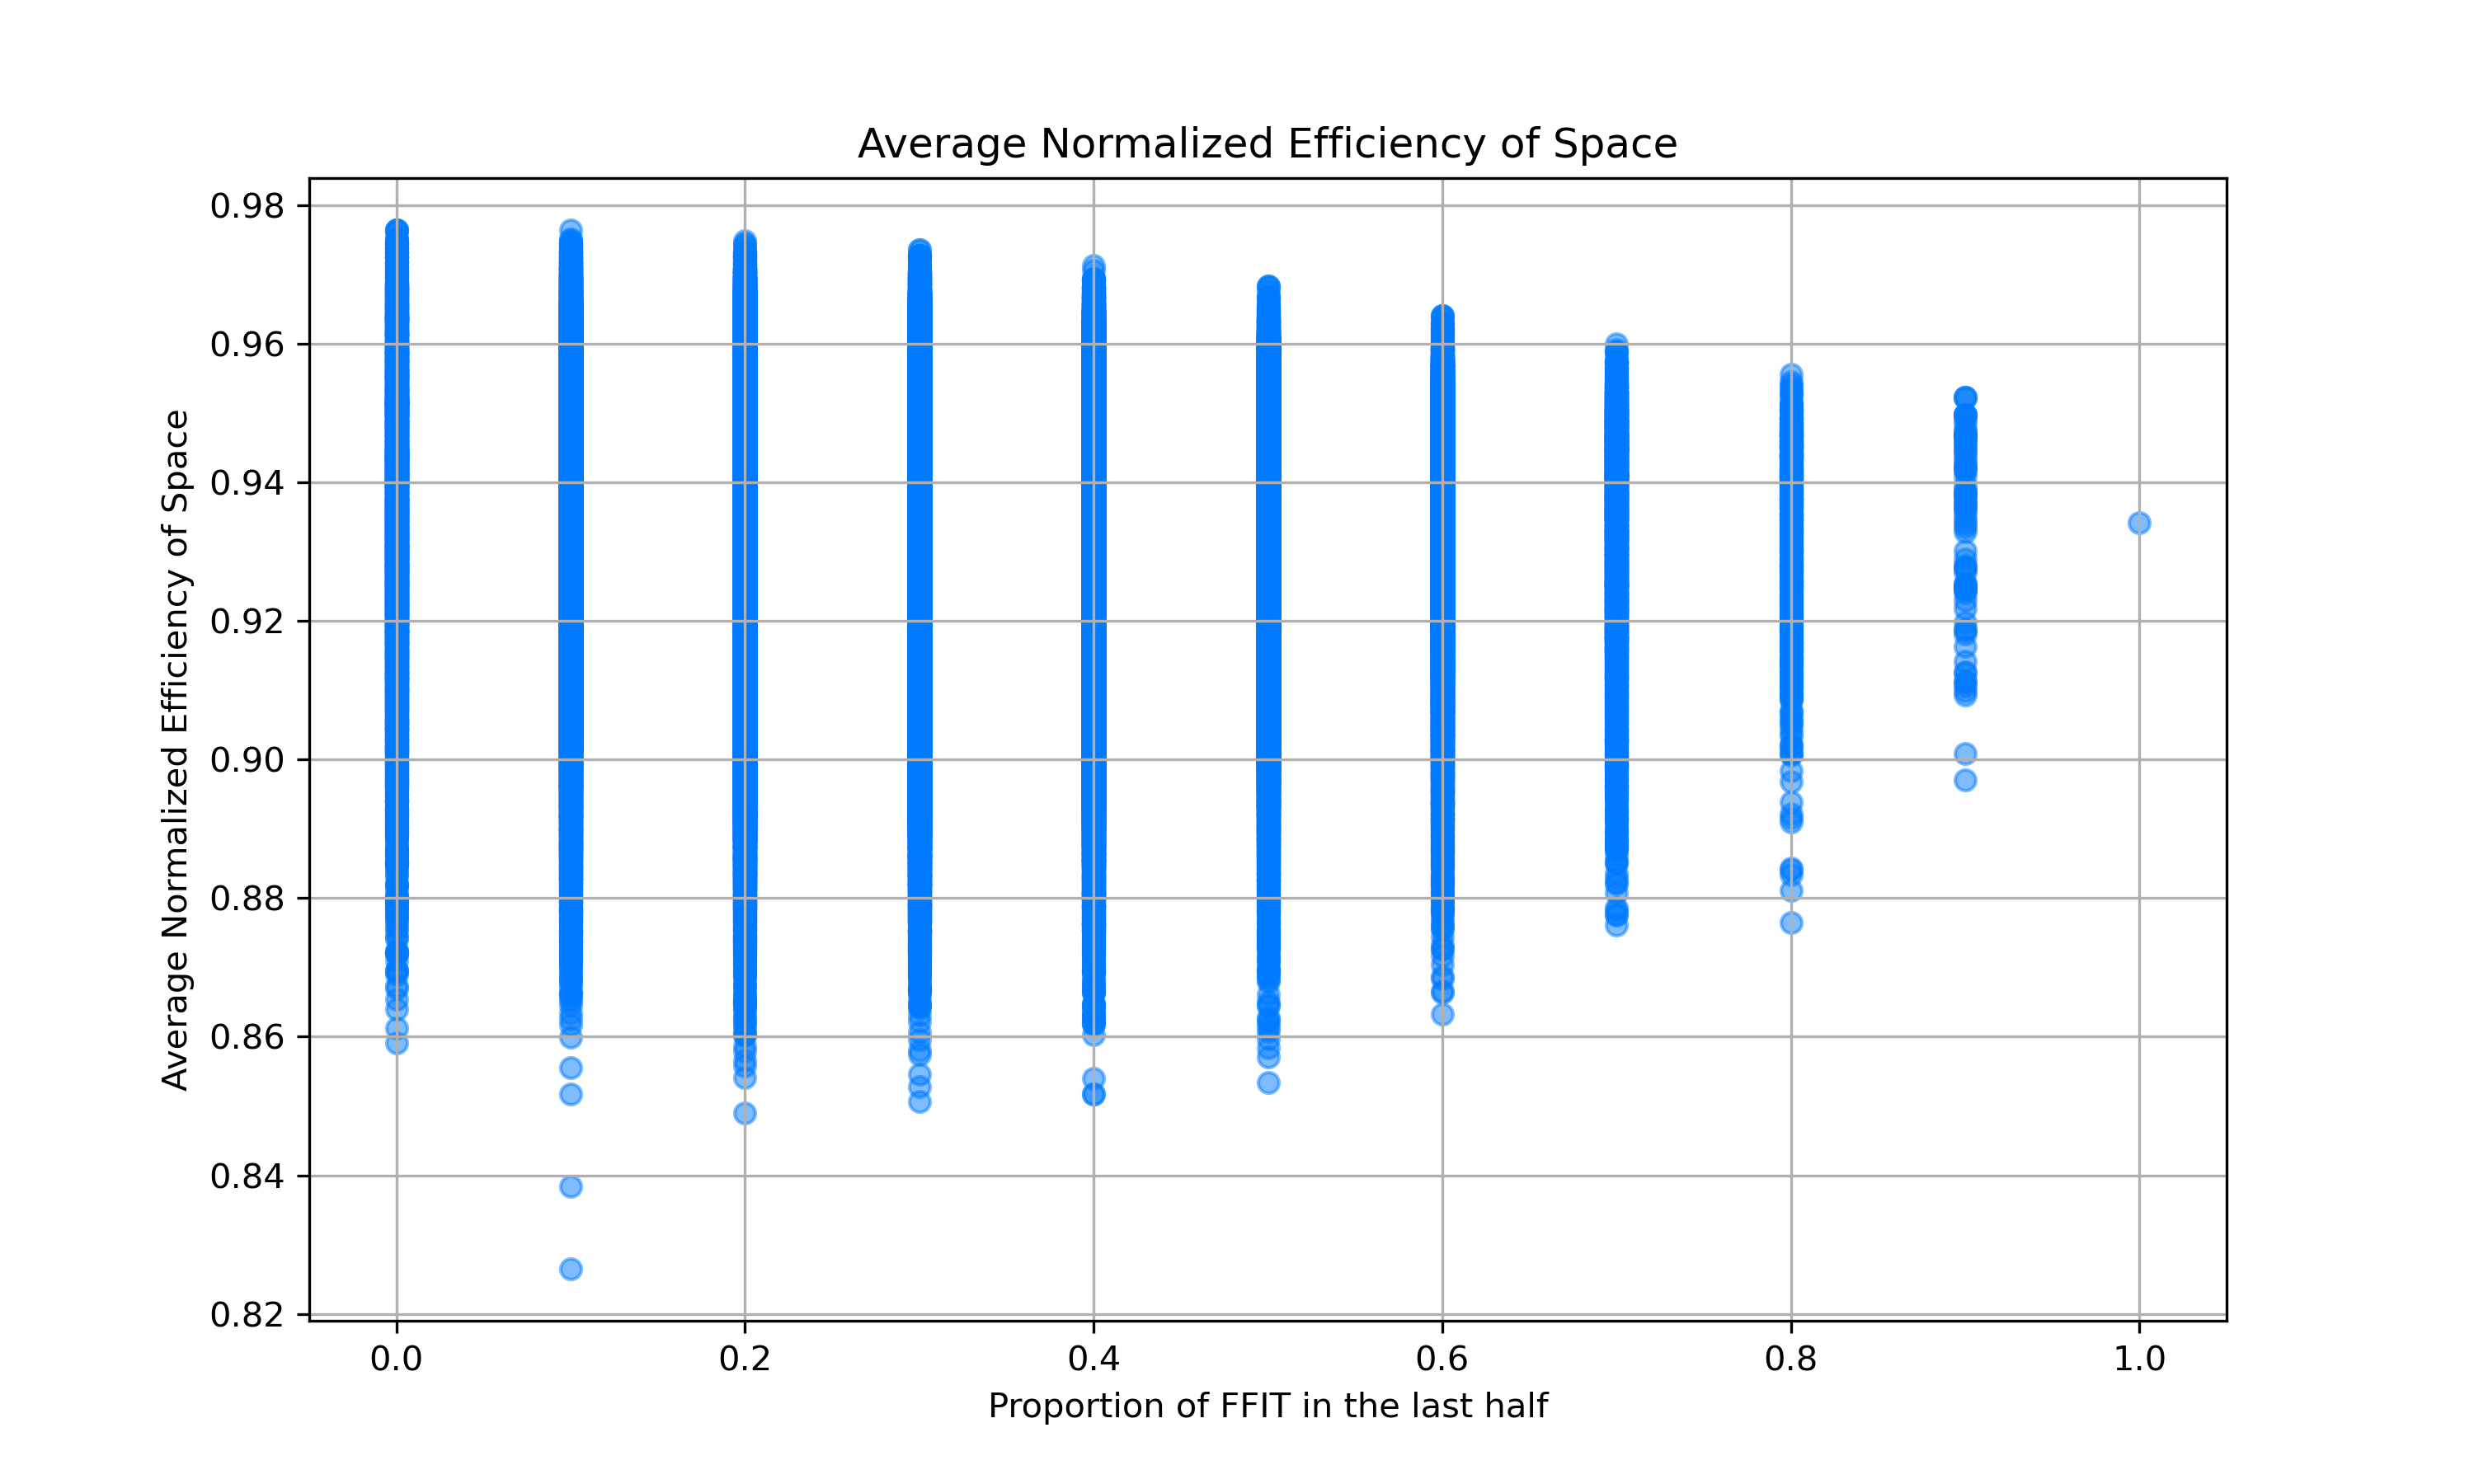 Average Normalized Efficiency of Space
Average Normalized Efficiency of Space
0.98
0.96
0.94
0.92
0.90
0.88
0.86
0.84
0.82
0.0 0.2 0.4 0.6 0.8 1.0
Proportion of FFIT in the last half